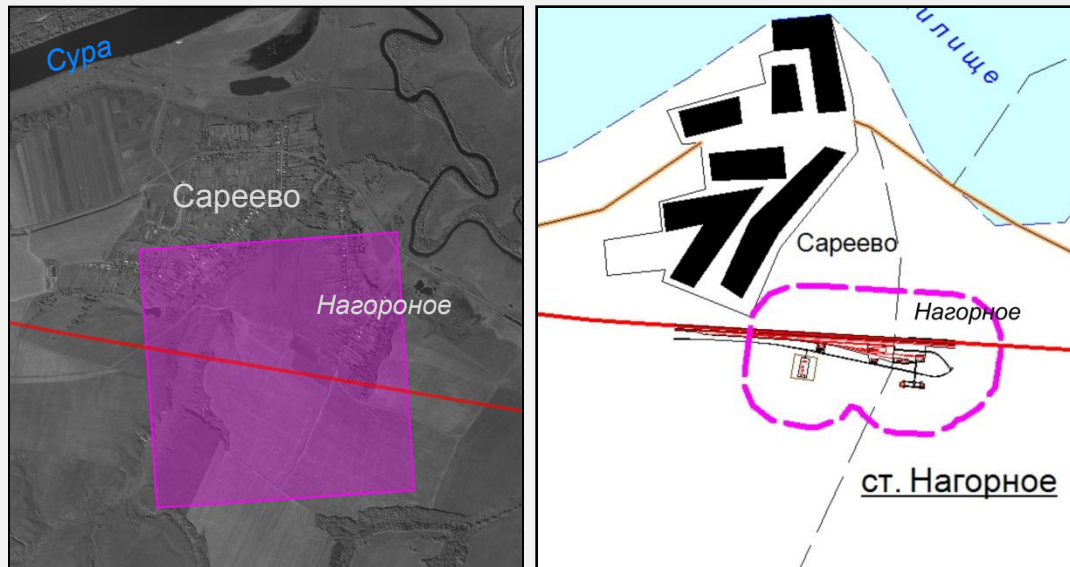 Сура
Сареево
Нагороное
илище
Сареево
Нагорное
ст. Нагорное